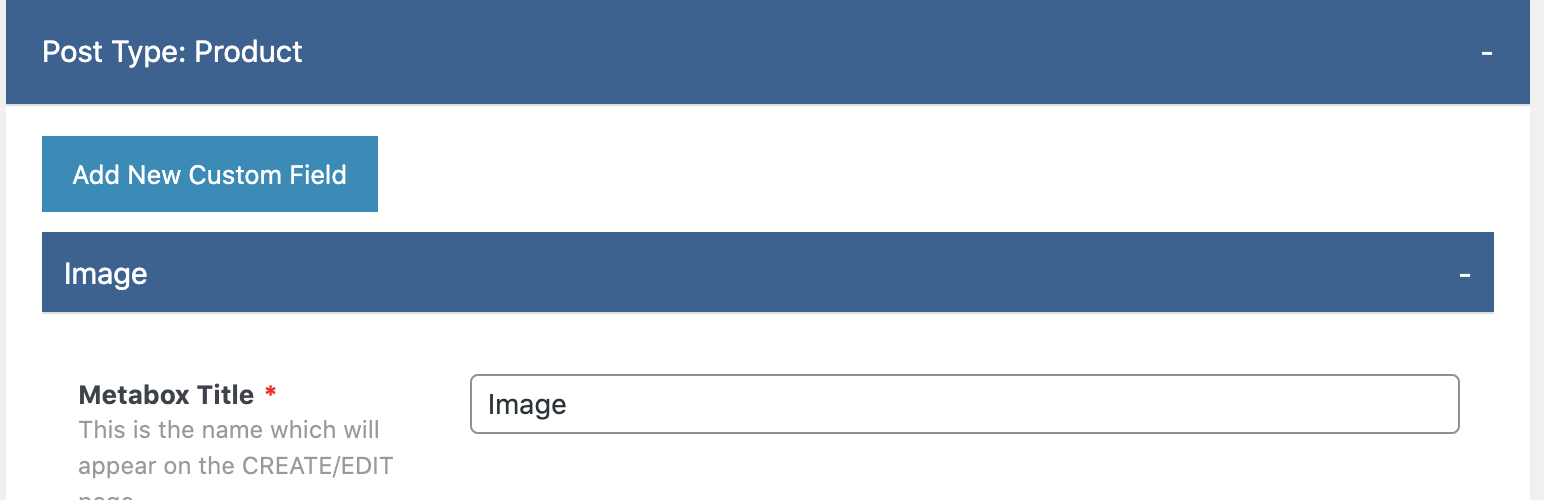 Post Type: Product
-
Add New Custom Field
Image
-
Metabox Title *
Image
This is the name which will
appear on the CREATE/EDIT